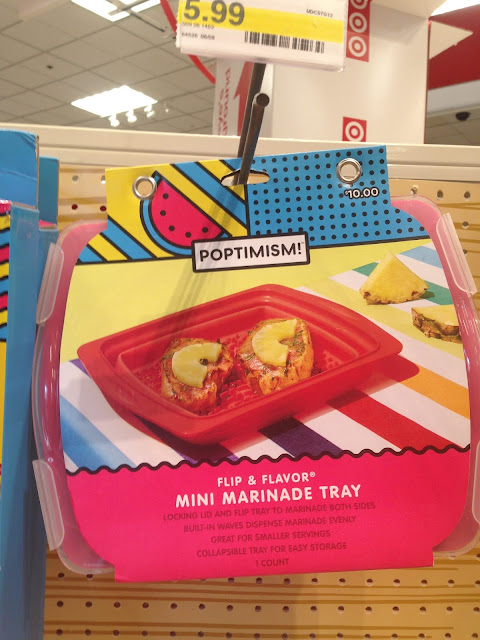 5.99
$10.00
POPTIMISM!™
FLIP & FLAVOR®
MINI MARINADE TRAY
LOCKING LID AND FLIP TRAY TO MARINADE BOTH SIDES
BUILT-IN WAVES DISPENSE MARINADE EVENLY
GREAT FOR SMALLER SERVINGS
COLLAPSIBLE TRAY FOR EASY STORAGE
1 COUNT